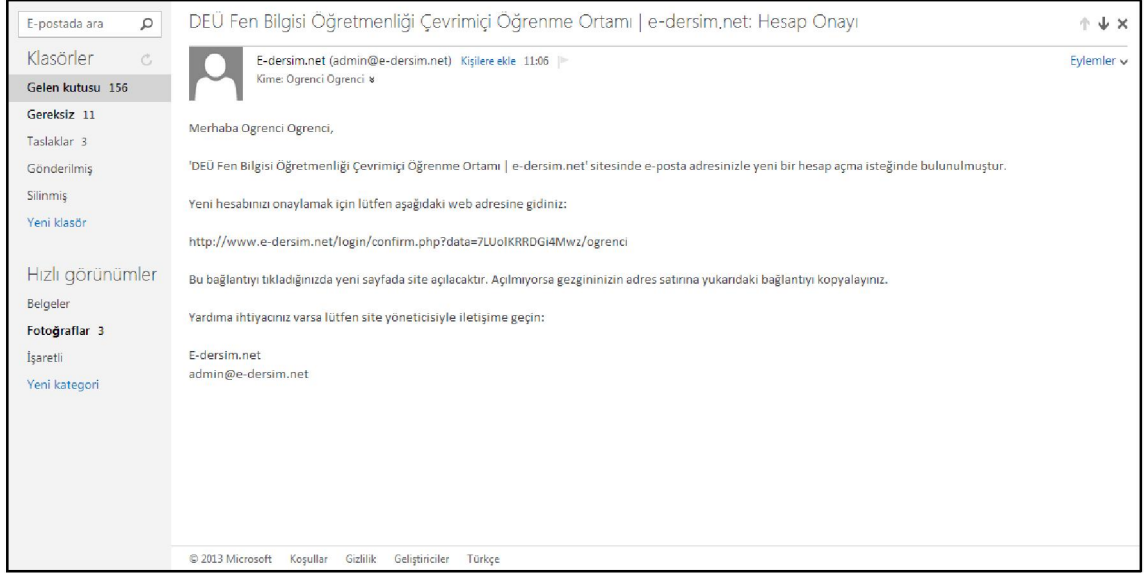 E-postada ara
Klasörler
Gelen kutusu 156
Gereksiz 11
Taslaklar 3
Gönderilmiş
Silinmiş
Yeni klasör
Hızlı görünümler
Belgeler
Fotoğraflar 3
İşaretli
Yeni kategori
DEÜ Fen Bilgisi Öğretmenliği Çevrimiçi Öğrenme Ortamı | e-dersim.net: Hesap Onayı
E-dersim.net (admin@e-dersim.net) Kişilere ekle 11:06
Eylemler
Kime: Ogrenci Ogrenci
Merhaba Ogrenci Ogrenci,
'DEÜ Fen Bilgisi Öğretmenliği Çevrimiçi Öğrenme Ortamı | e-dersim.net' sitesinde e-posta adresinizle yeni bir hesap açma isteğinde bulunulmuştur.
Yeni hesabınızı onaylamak için lütfen aşağıdaki web adresine gidiniz:
http://www.e-dersim.net/login/confirm.php?data=7LUolKRRDGi4Mwz/ogrenci
Bu bağlantıyı tıkladığınızda yeni sayfada site açılacaktır. Açılmıyorsa gezgininizin adres satırına yukarıdaki bağlantıyı kopyalayınız.
Yardıma ihtiyacınız varsa lütfen site yöneticisiyle iletişime geçin:
E-dersim.net
admin@e-dersim.net
© 2013 Microsoft Koşullar Gizlilik Geliştiriciler Türkçe